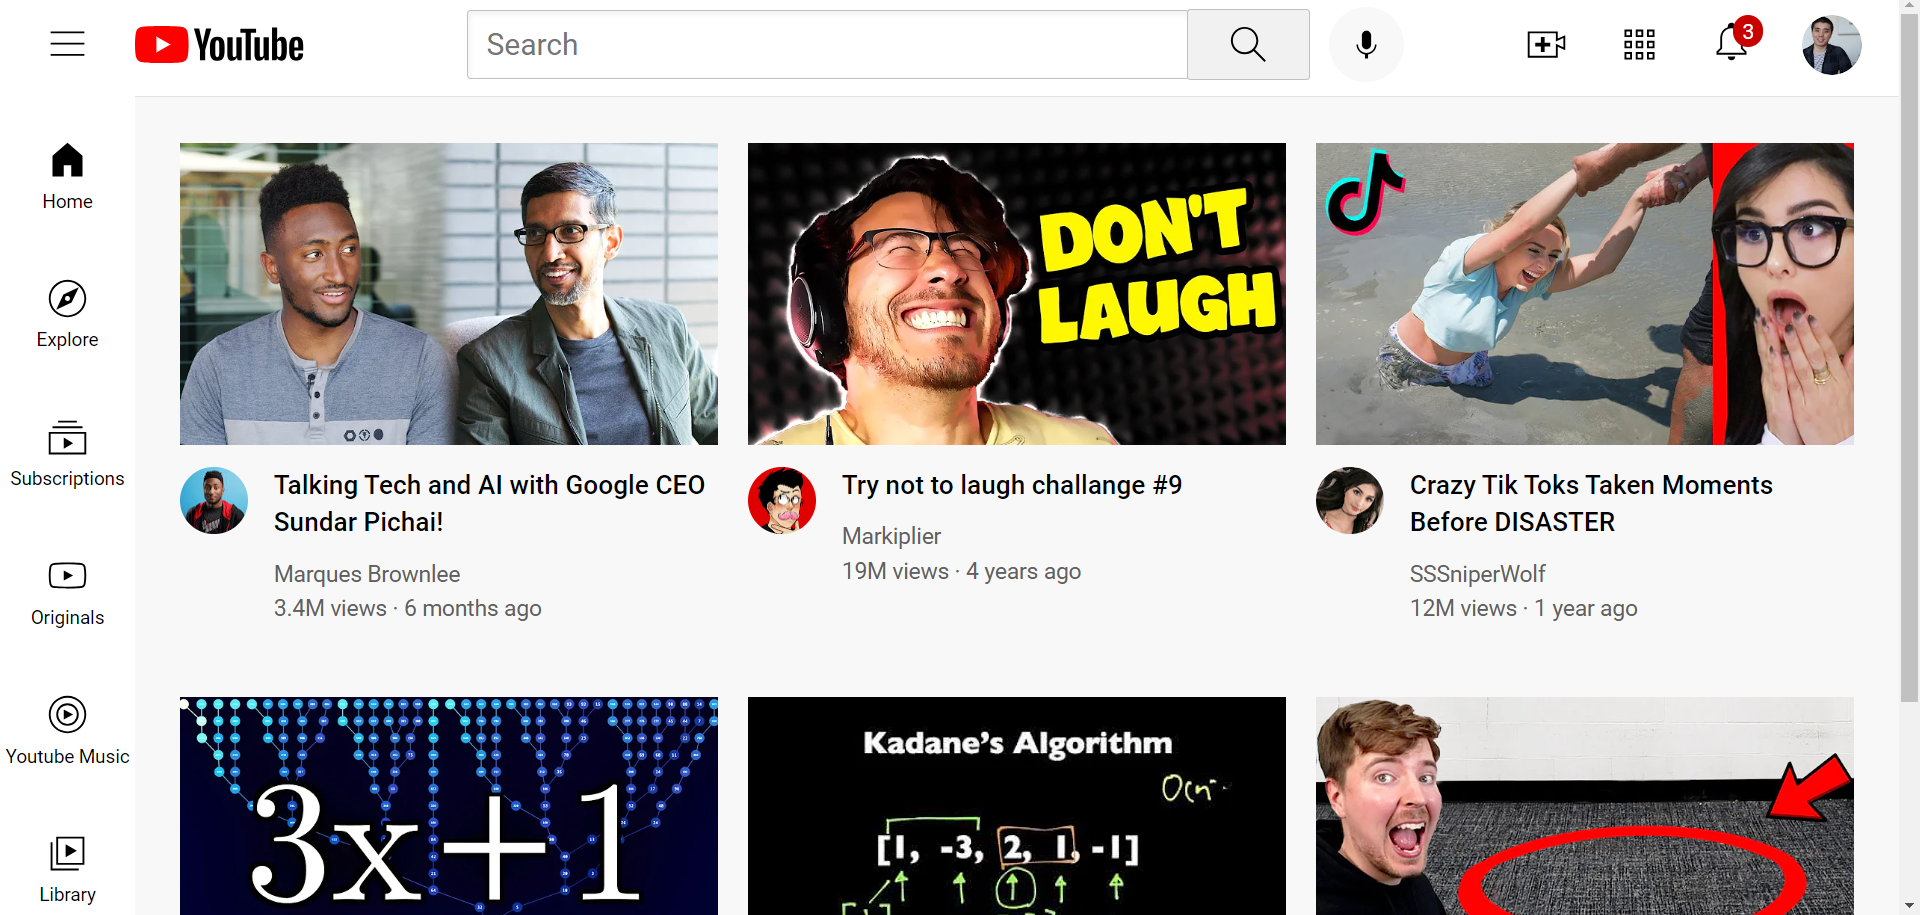 YouTube
Search
3
Home
Explore
Subscriptions
Originals
Youtube Music
Library
DON'T
LAUGH
Talking Tech and AI with Google CEO
Sundar Pichai!
Marques Brownlee
3.4M views · 6 months ago
Try not to laugh challange #9
Markiplier
19M views · 4 years ago
Crazy Tik Toks Taken Moments
Before DISASTER
SSSniperWolf
12M views · 1 year ago
3x+1
Kadane's Algorithm
[1, -3, 2, 1, -1]